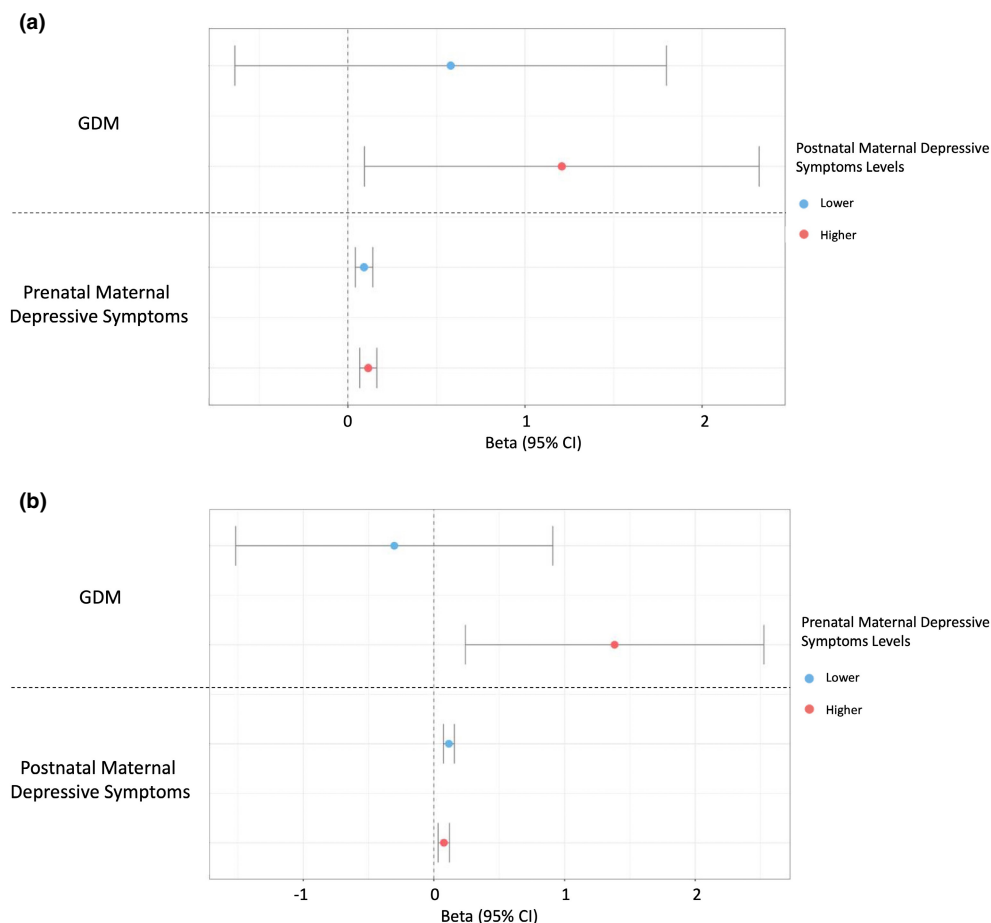 (a)
GDM
Postnatal Maternal Depressive
Symptoms Levels
Lower
Higher
Prenatal Maternal
Depressive Symptoms
0
1
2
Beta (95% CI)
(b)
GDM
Prenatal Maternal Depressive
Symptoms Levels
Lower
Higher
Postnatal Maternal
Depressive Symptoms
-1
0
1
2
Beta (95% CI)